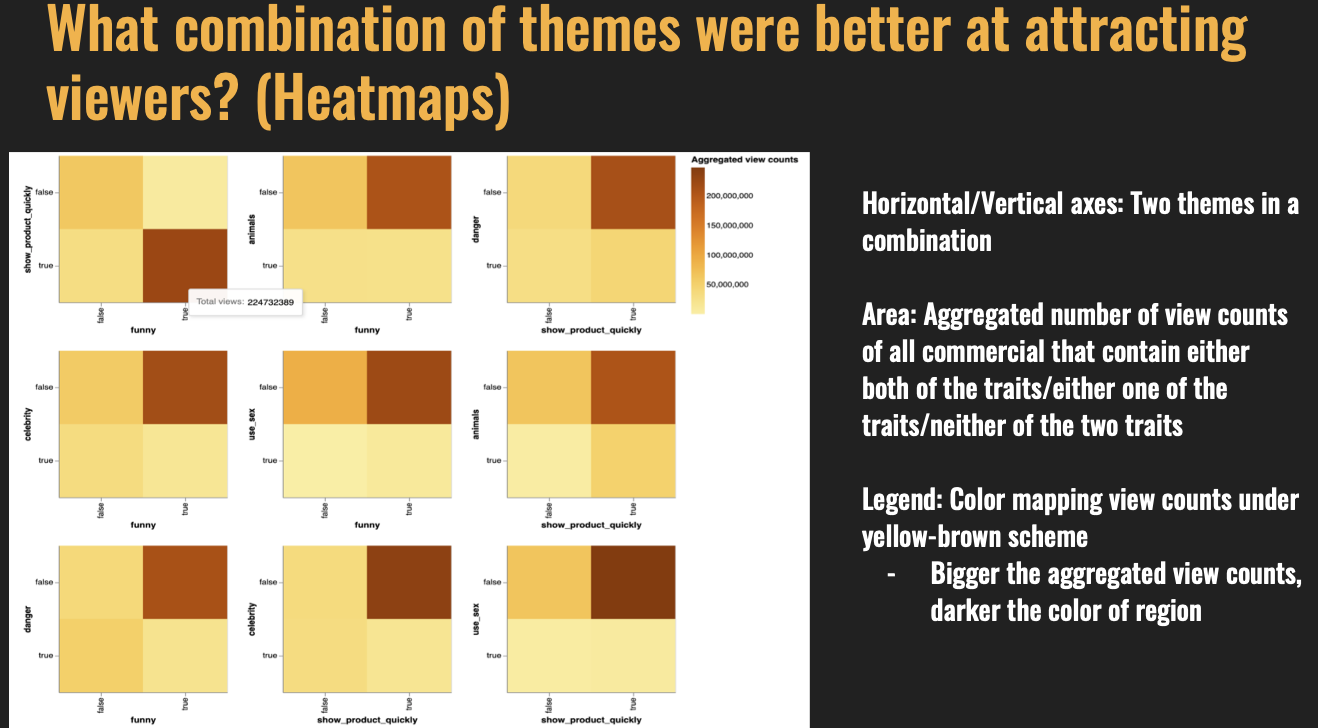 What combination of themes were better at attracting
viewers? (Heatmaps)
show_product_quickly
false
true
false
true
funny
animals
false
true
false
true
funny
danger
false
true
false
true
show_product_quickly
Total views: 224732389
Aggregated view counts
200,000,000
150,000,000
100,000,000
50,000,000
celebrity
false
true
false
true
funny
use_sex
false
true
false
true
funny
animals
false
true
false
true
show_product_quickly
danger
false
true
false
true
funny
celebrity
false
true
false
true
show_product_quickly
use_sex
false
true
false
true
show_product_quickly
Horizontal/Vertical axes: Two themes in a
combination
Area: Aggregated number of view counts
of all commercial that contain either
both of the traits/either one of the
traits/neither of the two traits
Legend: Color mapping view counts under
yellow-brown scheme
- Bigger the aggregated view counts,
darker the color of region